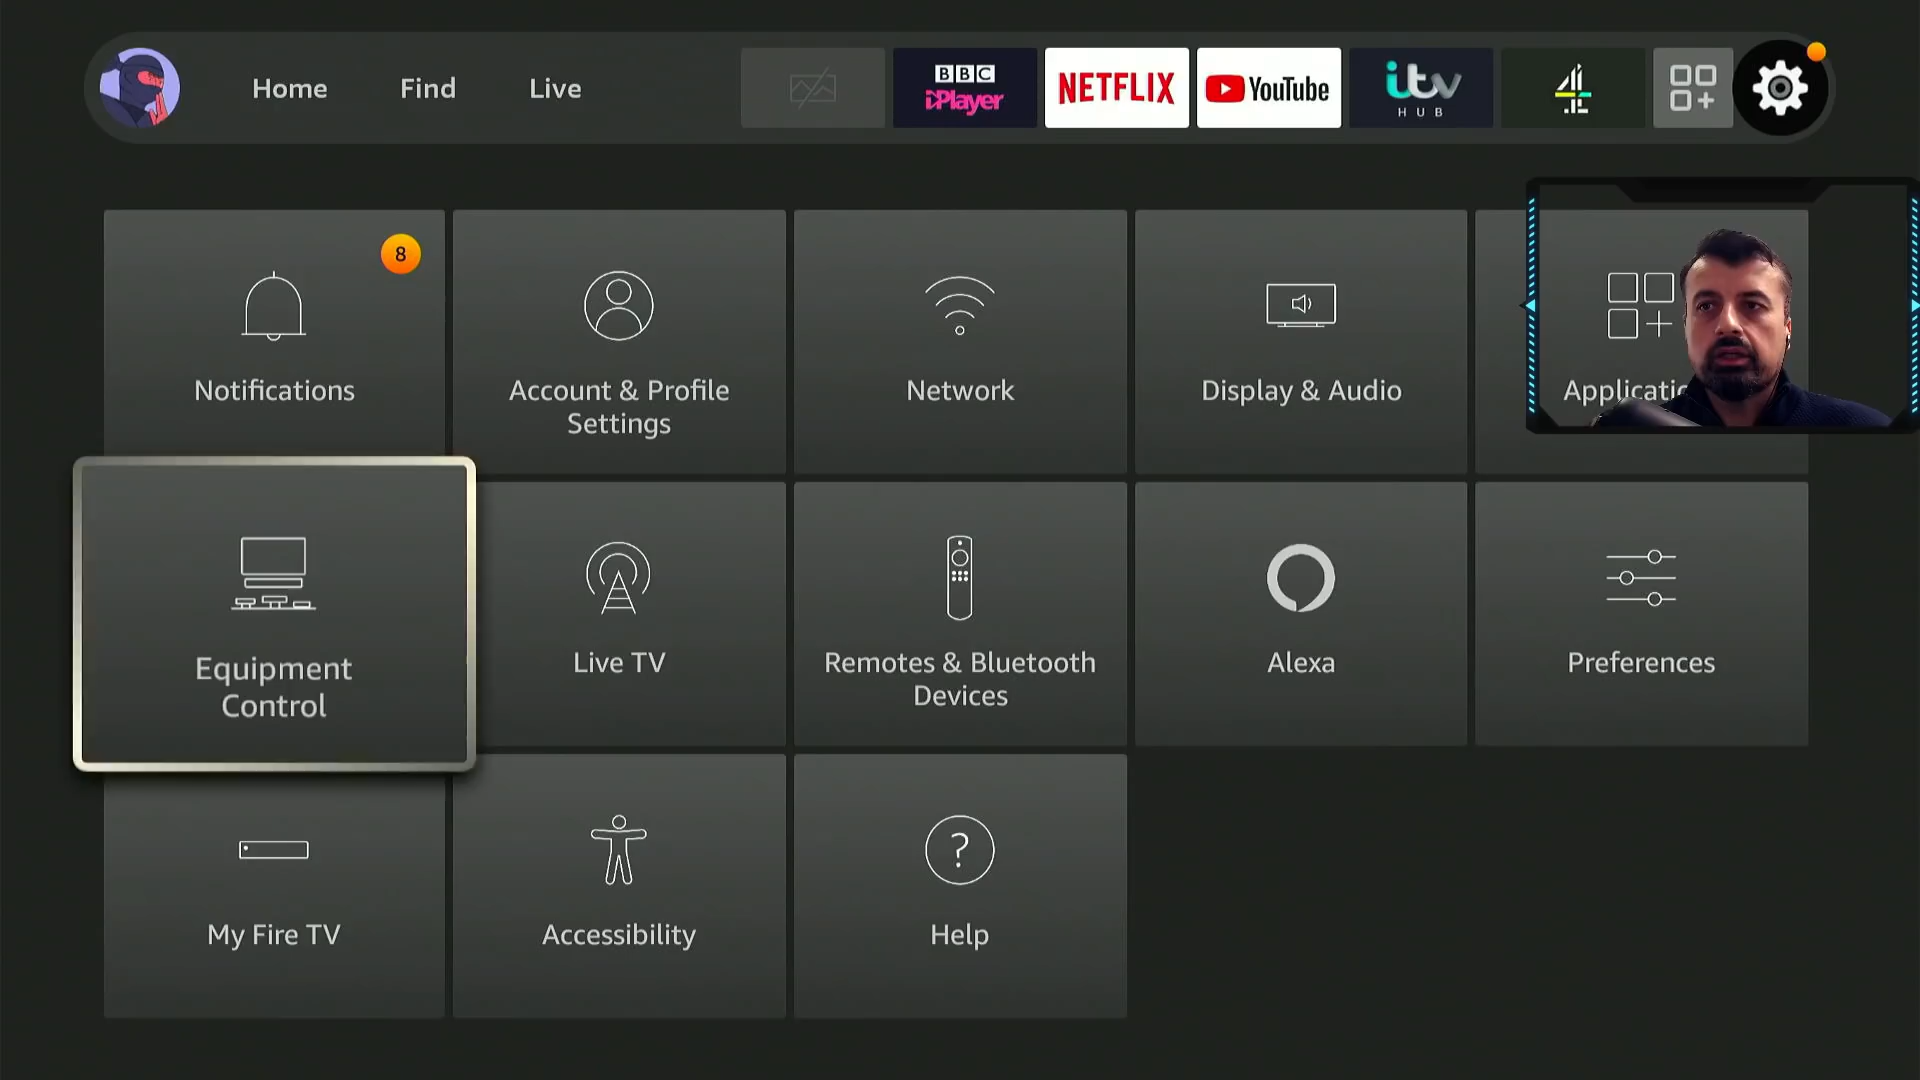 Home
Find
Live
BBC
iPlayer
NETFLIX
YouTube
itv
HUB
4
8
Notifications
Account & Profile
Settings
Network
Display & Audio
Equipment
Control
Live TV
Remotes & Bluetooth
Devices
Alexa
Preferences
My Fire TV
Accessibility
?
Help